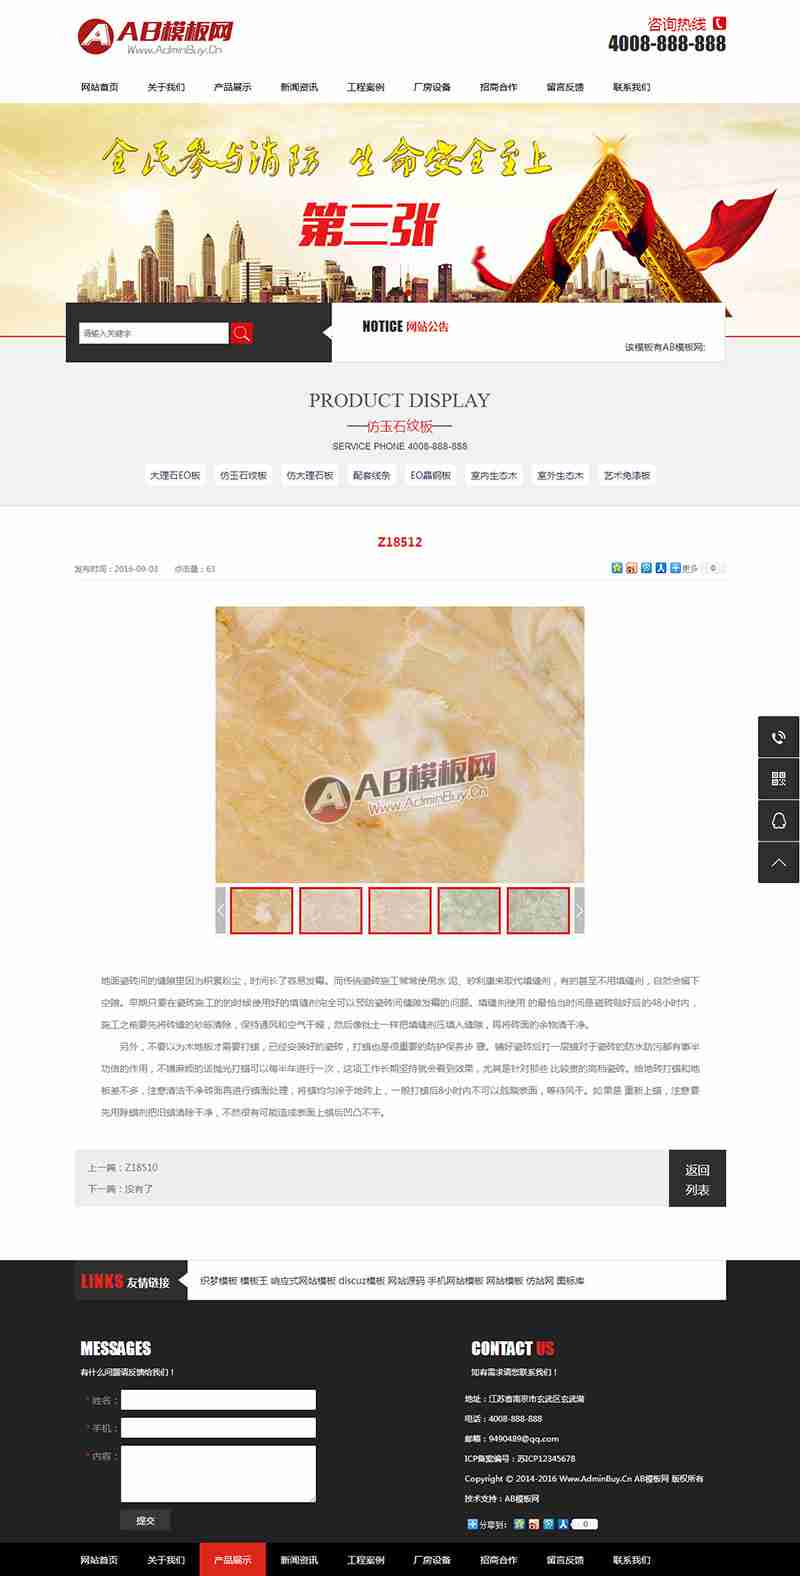 AB模板网
Www.AdminBuy.Cn
咨询热线
4008-888-888
网站首页 关于我们 产品展示 新闻资讯 工程案例 厂房设备 招商合作 留言反馈 联系我们
全民参与消防 生命安全至上
第三张
请输入关键字
NOTICE 网站公告
该模板有AB模板网;
PRODUCT DISPLAY
仿玉石纹板
SERVICE PHONE 4008-888-888
大理石EO板 仿玉石纹板 仿大理石板 配套线条 EO晶钢板 室内生态木 室外生态木 艺术免漆板
Z18512
发布时间：2016-09-03 点击量：63
更多 0
AB模板网
Www.AdminBuy.Cn
地面瓷砖间的缝隙里因为积累粉尘，时间长了容易发霉。而传统瓷砖施工常常使用水 泥、砂利康来取代填缝剂，有的甚至不用填缝剂，自然会留下
空隙。早期只要在瓷砖施工的的时候使用好的填缝剂完全可以预防瓷砖间缝隙发霉的问题。填缝剂使用 的最恰当时间是瓷砖贴好后的48小时内，
施工之前要先将砖缝的砂砾清除，保持通风和空气干燥，然后像批土一样把填缝剂压填入缝隙，再将砖面的余物清干净。
另外，不要以为木地板才需要打蜡，已经安装好的瓷砖，打蜡也是很重要的防护保养步 骤。铺好瓷砖后打一层蜡对于瓷砖的防水防污都有事半
功倍的作用，不嫌麻烦的话抛光打蜡可以每半年进行一次，这项工作长期坚持就会看到效果，尤其是针对那些 比较贵的高档瓷砖。给地砖打蜡和地
板差不多，注意清洁干净砖面再进行蜡面处理，将蜡均匀涂于地砖上，一般打蜡后8小时内不可以践踏表面，等待风干。如果是 重新上蜡，注意要
先用除蜡剂把旧蜡清除干净，不然很有可能造成表面上蜡后凹凸不平。
上一篇：Z18510
下一篇：没有了
返回
列表
LINKS 友情链接
织梦模板 模板王 响应式网站模板 discuz模板 网站源码 手机网站模板 网站模板 仿站网 图标库
MESSAGES
有什么问题请反馈给我们！
* 姓名：
* 手机：
* 内容：
提交
CONTACT US
如有需求请您联系我们！
地址：江苏省南京市玄武区玄武湖
电话：4008-888-888
邮箱：9490489@qq.com
ICP备案编号：苏ICP12345678
Copyright © 2014-2016 Www.AdminBuy.Cn AB模板网 版权所有
技术支持：AB模板网
分享到： 0
网站首页 关于我们 产品展示 新闻资讯 工程案例 厂房设备 招商合作 留言反馈 联系我们